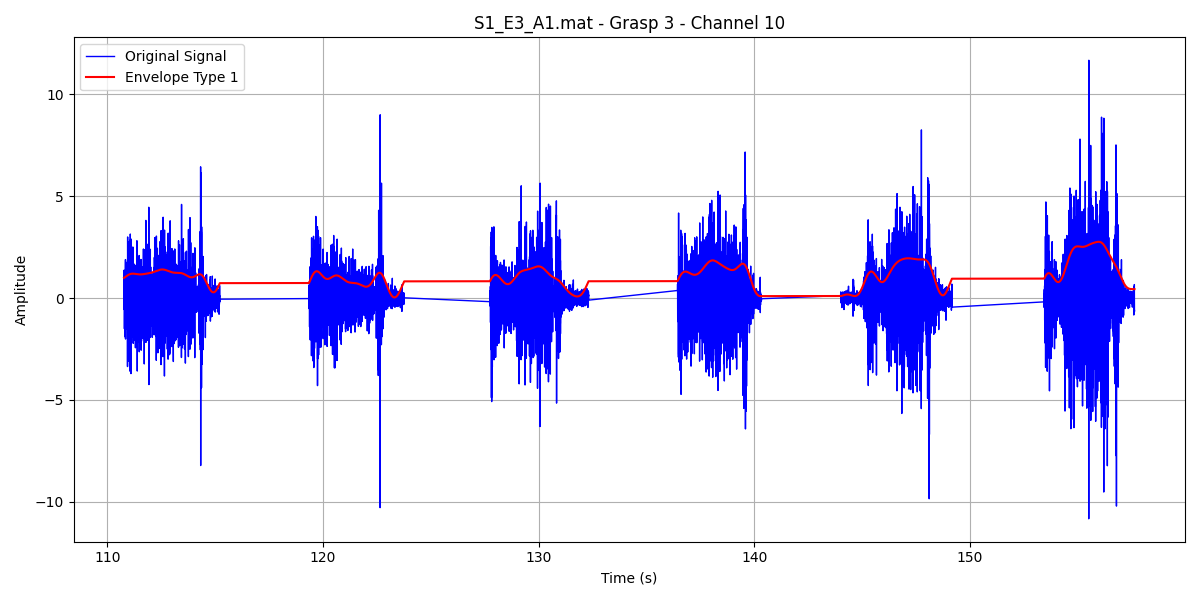 S1_E3_A1.mat - Grasp 3 - Channel 10
Original Signal
Envelope Type 1
Amplitude
10
5
0
−5
−10
110 120 130 140 150
Time (s)